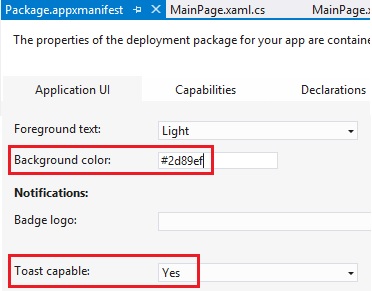 Package.appxmanifest MainPage.xaml.cs MainPage.x
The properties of the deployment package for your app are containe
Application UI Capabilities Declarations
Foreground text: Light
Background color: #2d89ef
Notifications:
Badge logo:
Toast capable: Yes